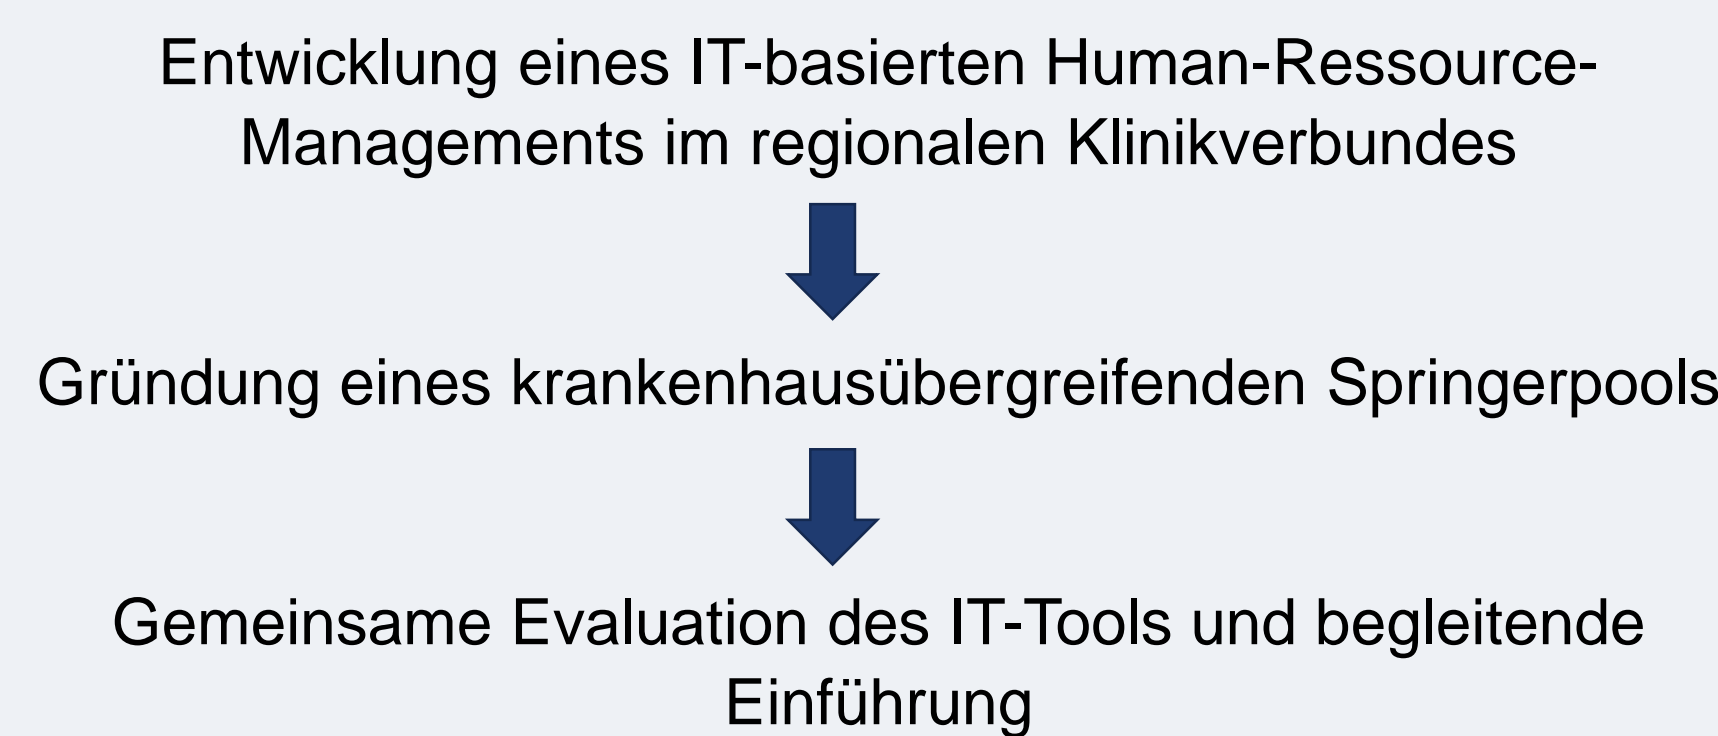 Entwicklung eines IT-basierten Human-Ressource-
Managements im regionalen Klinikverbundes
Gründung eines krankenhausübergreifenden Springerpools
Gemeinsame Evaluation des IT-Tools und begleitende
Einführung